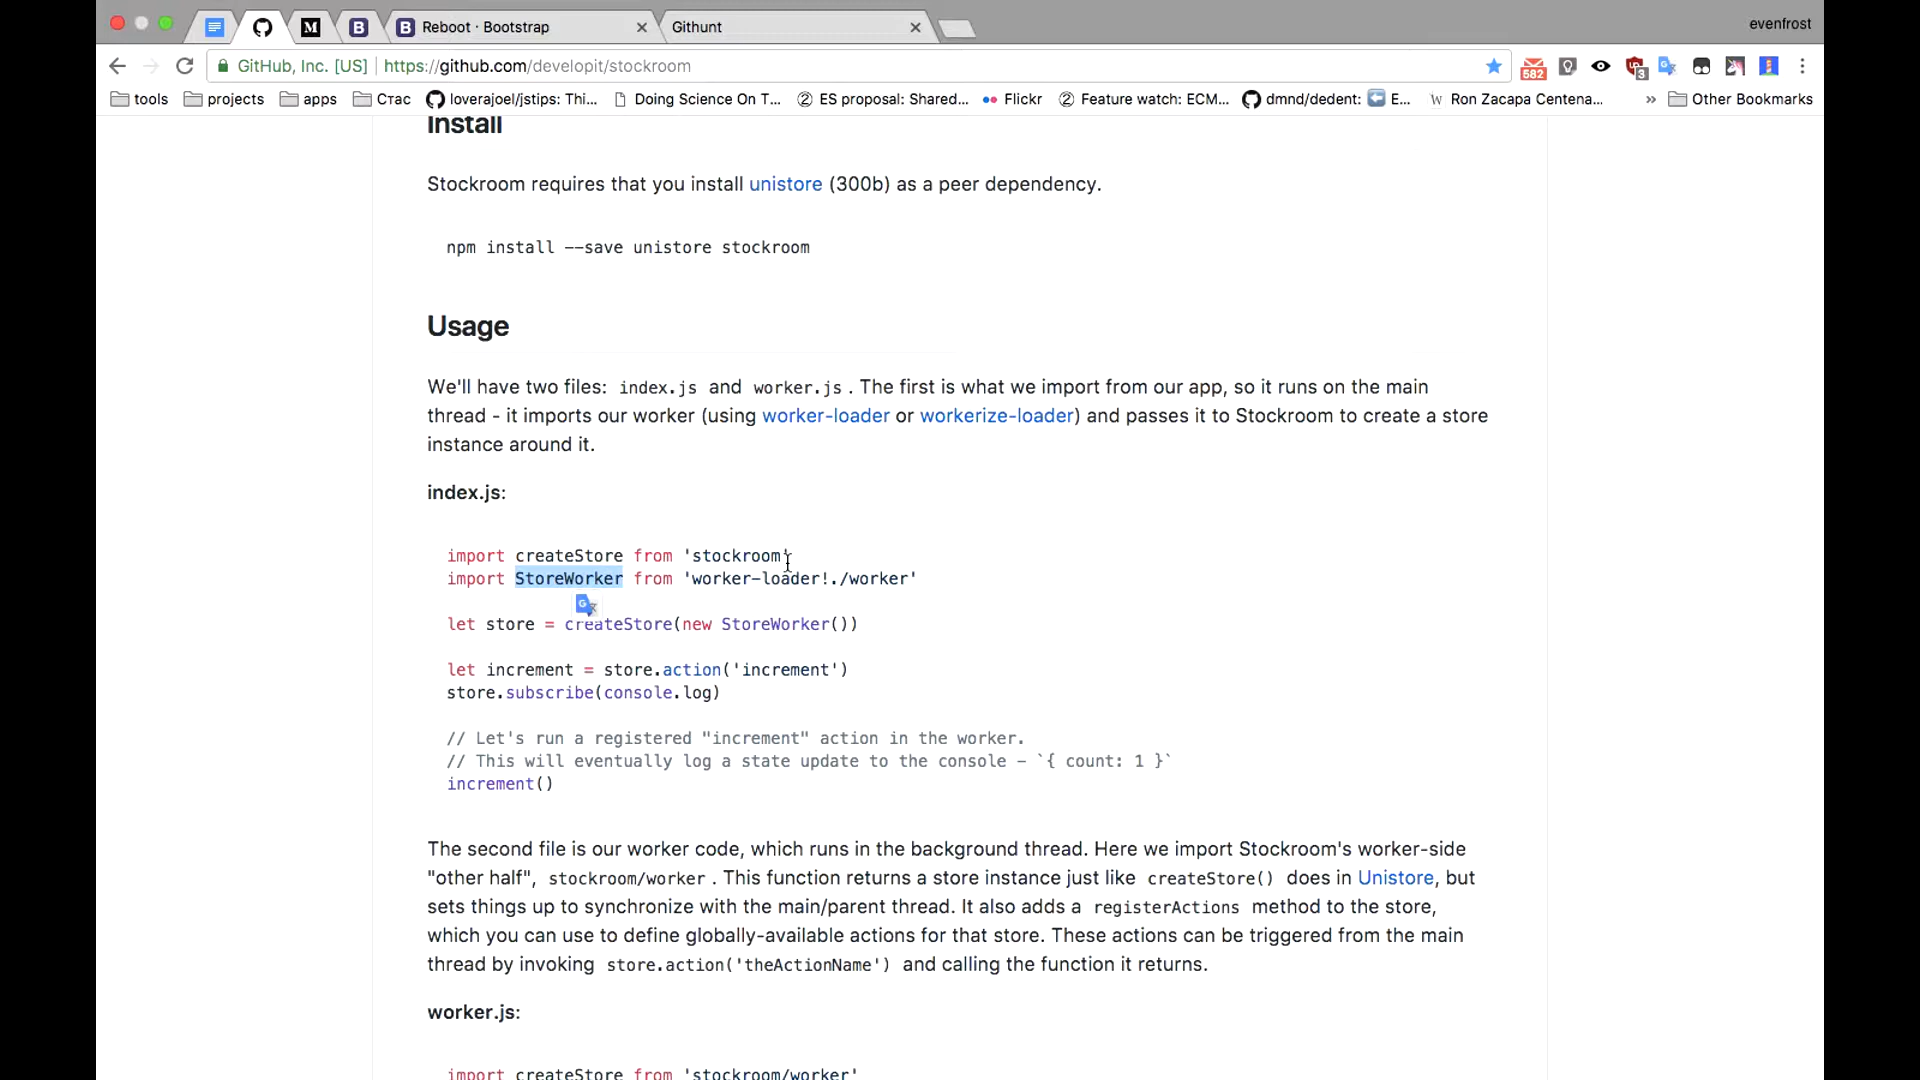 Reboot · Bootstrap
Githunt
evenfrost
GitHub, Inc. [US] | https://github.com/developit/stockroom
582
3
tools projects apps Стас loverajoel/jstips: Thi... Doing Science On T... ES proposal: Shared... Flickr Feature watch: ECM... dmnd/dedent: E... Ron Zacapa Centena... » Other Bookmarks
Install
Stockroom requires that you install unistore (300b) as a peer dependency.
npm install --save unistore stockroom
Usage
We'll have two files: index.js and worker.js . The first is what we import from our app, so it runs on the main
thread - it imports our worker (using worker-loader or workerize-loader) and passes it to Stockroom to create a store
instance around it.
index.js:
import createStore from 'stockroom'
import StoreWorker from 'worker-loader!./worker'
let store = createStore(new StoreWorker())
let increment = store.action('increment')
store.subscribe(console.log)
// Let's run a registered "increment" action in the worker.
// This will eventually log a state update to the console - `{ count: 1 }`
increment()
The second file is our worker code, which runs in the background thread. Here we import Stockroom's worker-side
"other half", stockroom/worker . This function returns a store instance just like createStore() does in Unistore, but
sets things up to synchronize with the main/parent thread. It also adds a registerActions method to the store,
which you can use to define globally-available actions for that store. These actions can be triggered from the main
thread by invoking store.action('theActionName') and calling the function it returns.
worker.js:
import createStore from 'stockroom/worker'